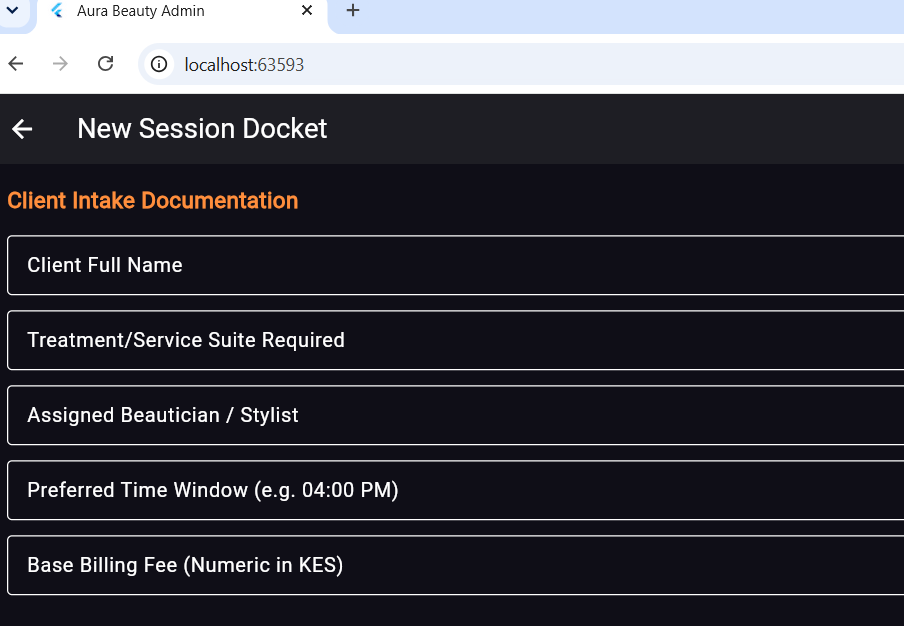 Aura Beauty Admin
localhost:63593
New Session Docket
Client Intake Documentation
Client Full Name
Treatment/Service Suite Required
Assigned Beautician / Stylist
Preferred Time Window (e.g. 04:00 PM)
Base Billing Fee (Numeric in KES)